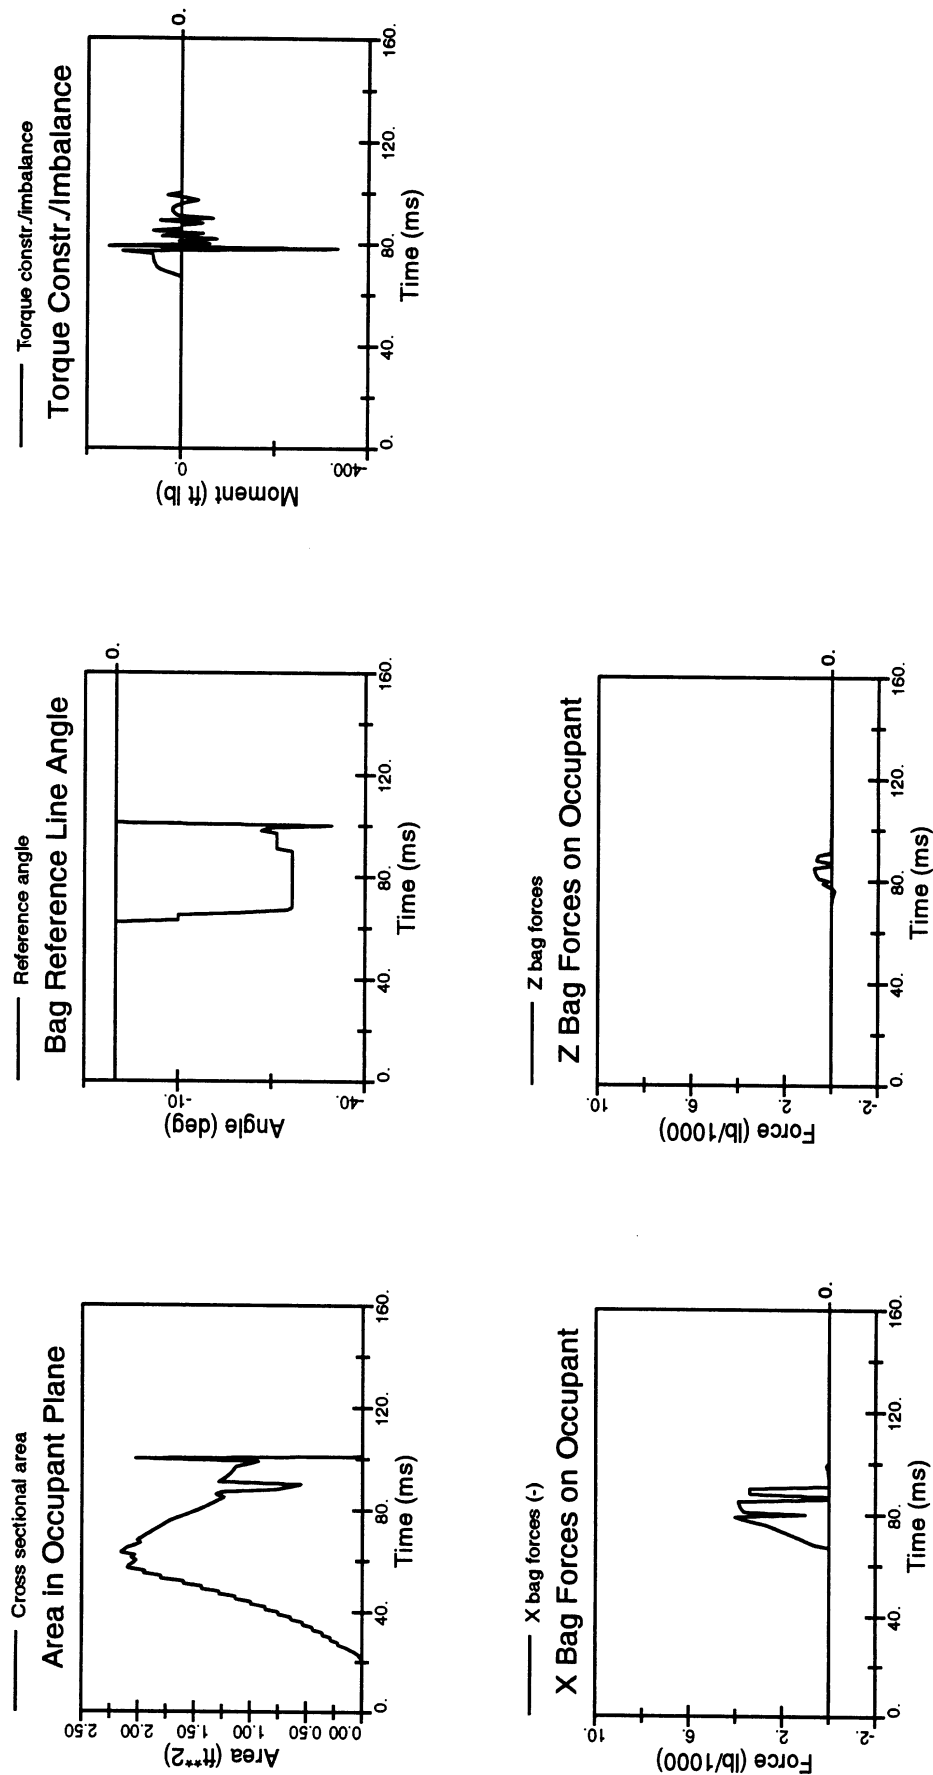 Cross sectional area
Area in Occupant Plane
2.50
2.00
1.50
1.00
0.50
0.00
Area (ft**2)
0.
40.
80.
120.
160.
Time (ms)
Reference angle
Bag Reference Line Angle
-10.
-40.
Angle (deg)
0.
0.
40.
80.
120.
160.
Time (ms)
Torque constr./imbalance
Torque Constr./Imbalance
0.
-400.
Moment (ft lb)
0.
0.
40.
80.
120.
160.
Time (ms)
X bag forces (-)
X Bag Forces on Occupant
10.
6.
2.
-2.
Force (lb/1000)
0.
0.
40.
80.
120.
160.
Time (ms)
Z bag forces
Z Bag Forces on Occupant
10.
6.
2.
-2.
Force (lb/1000)
0.
0.
40.
80.
120.
160.
Time (ms)